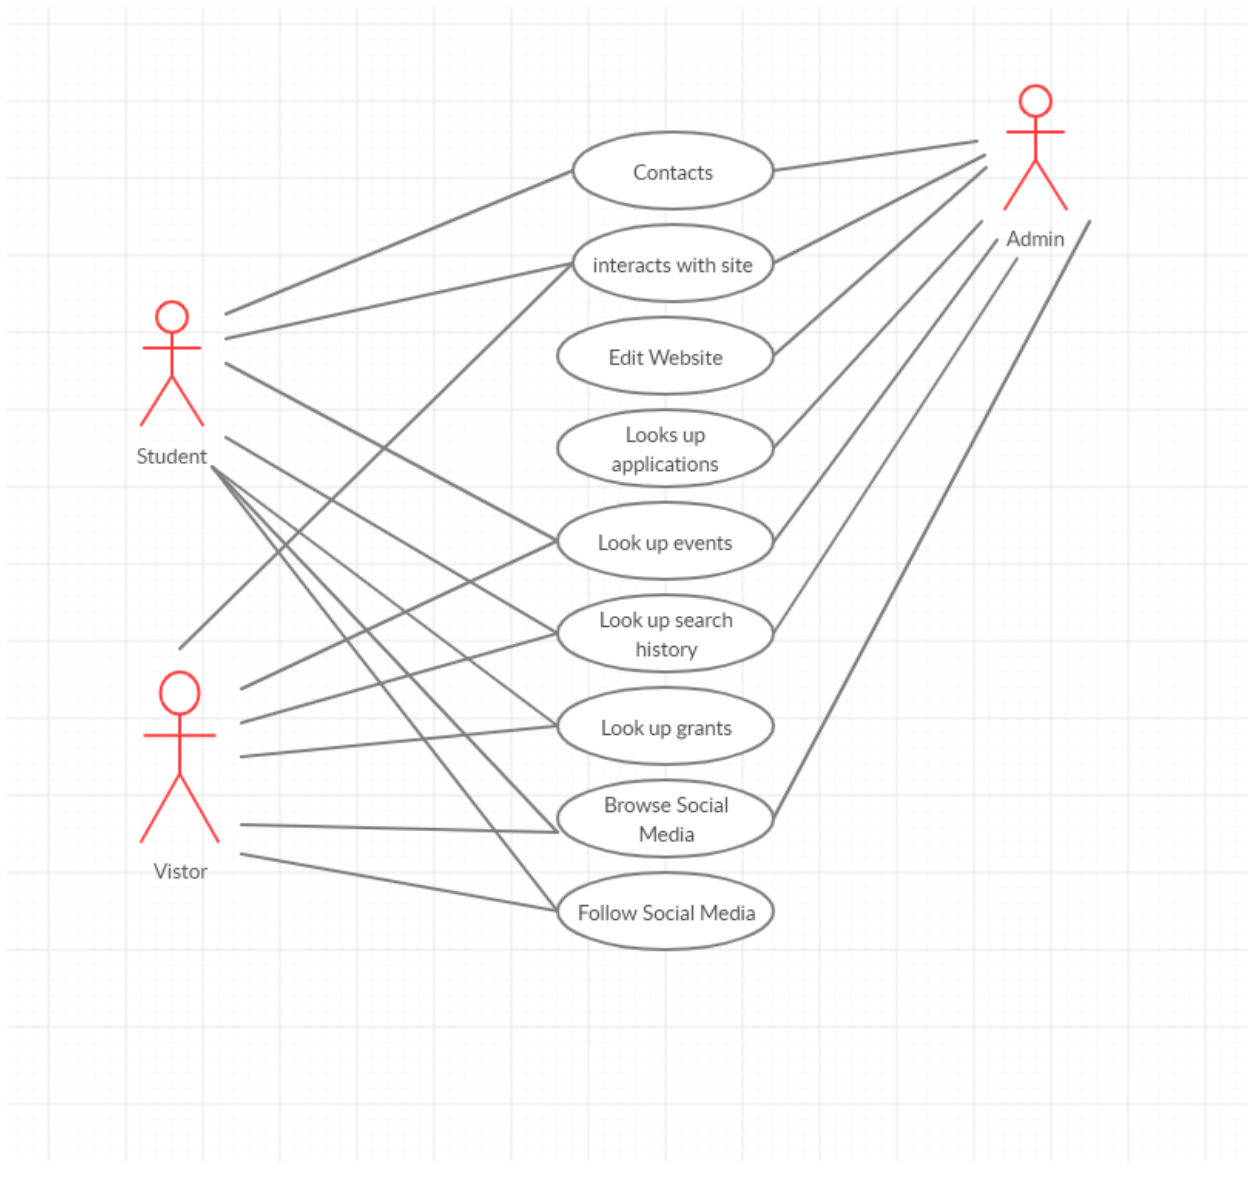 Contacts
Admin
interacts with site
Edit Website
Student
Looks up
applications
Look up events
Look up search
history
Look up grants
Browse Social
Media
Vistor
Follow Social Media